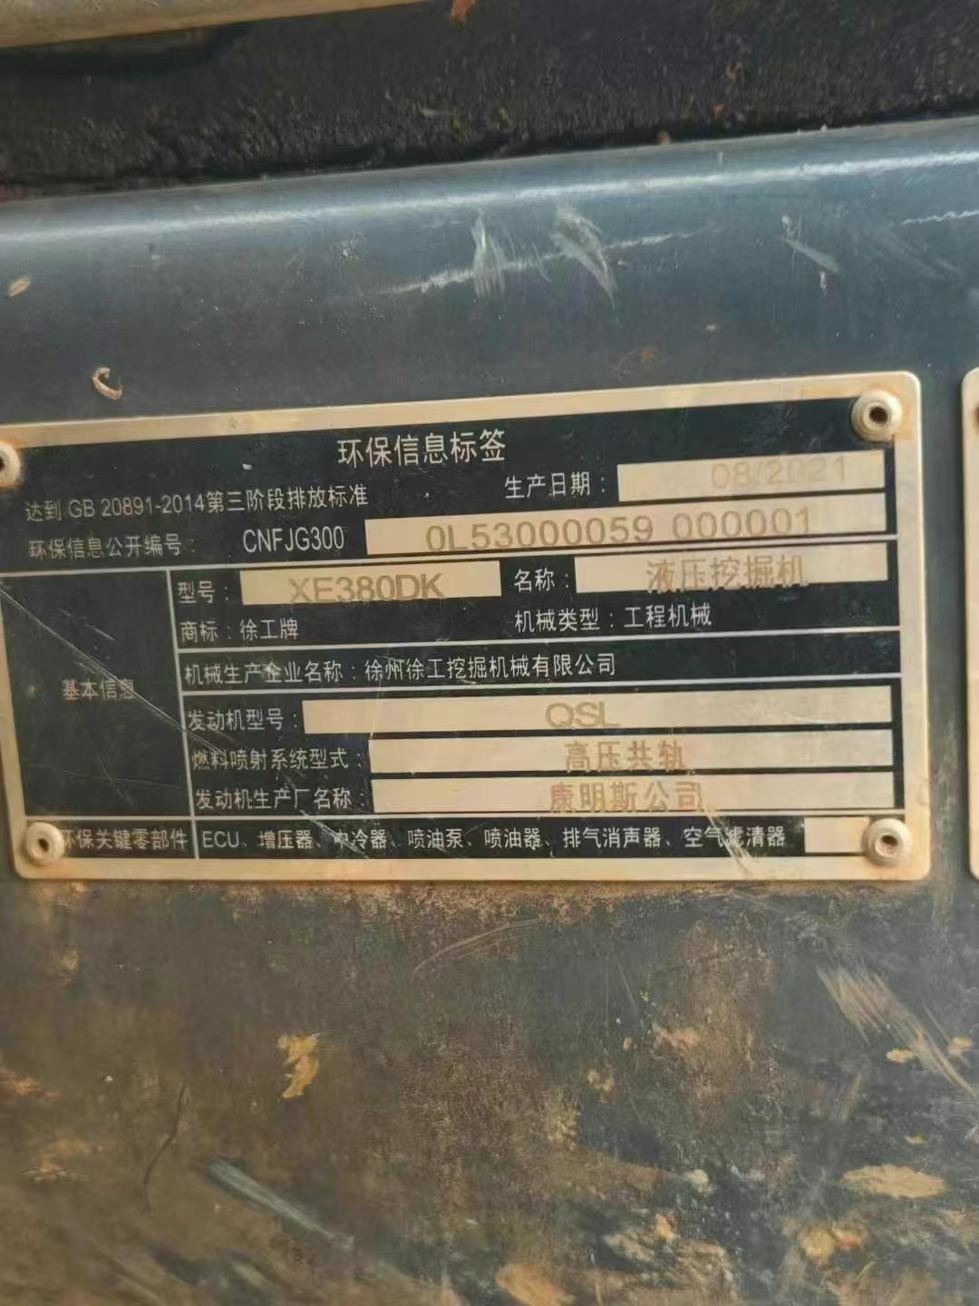 环保信息标签
达到 GB 20891-2014第三阶段排放标准 生产日期： 08/2021
环保信息公开编号： CNFJG300 0L53000059 000001
基本信息
型号： XE380DK 名称： 液压挖掘机
商标：徐工牌 机械类型：工程机械
机械生产企业名称：徐州徐工挖掘机械有限公司
发动机型号： QSL
燃料喷射系统型式： 高压共轨
发动机生产厂名称： 康明斯公司
环保关键零部件 ECU、增压器、中冷器、喷油泵、喷油器、排气消声器、空气滤清器